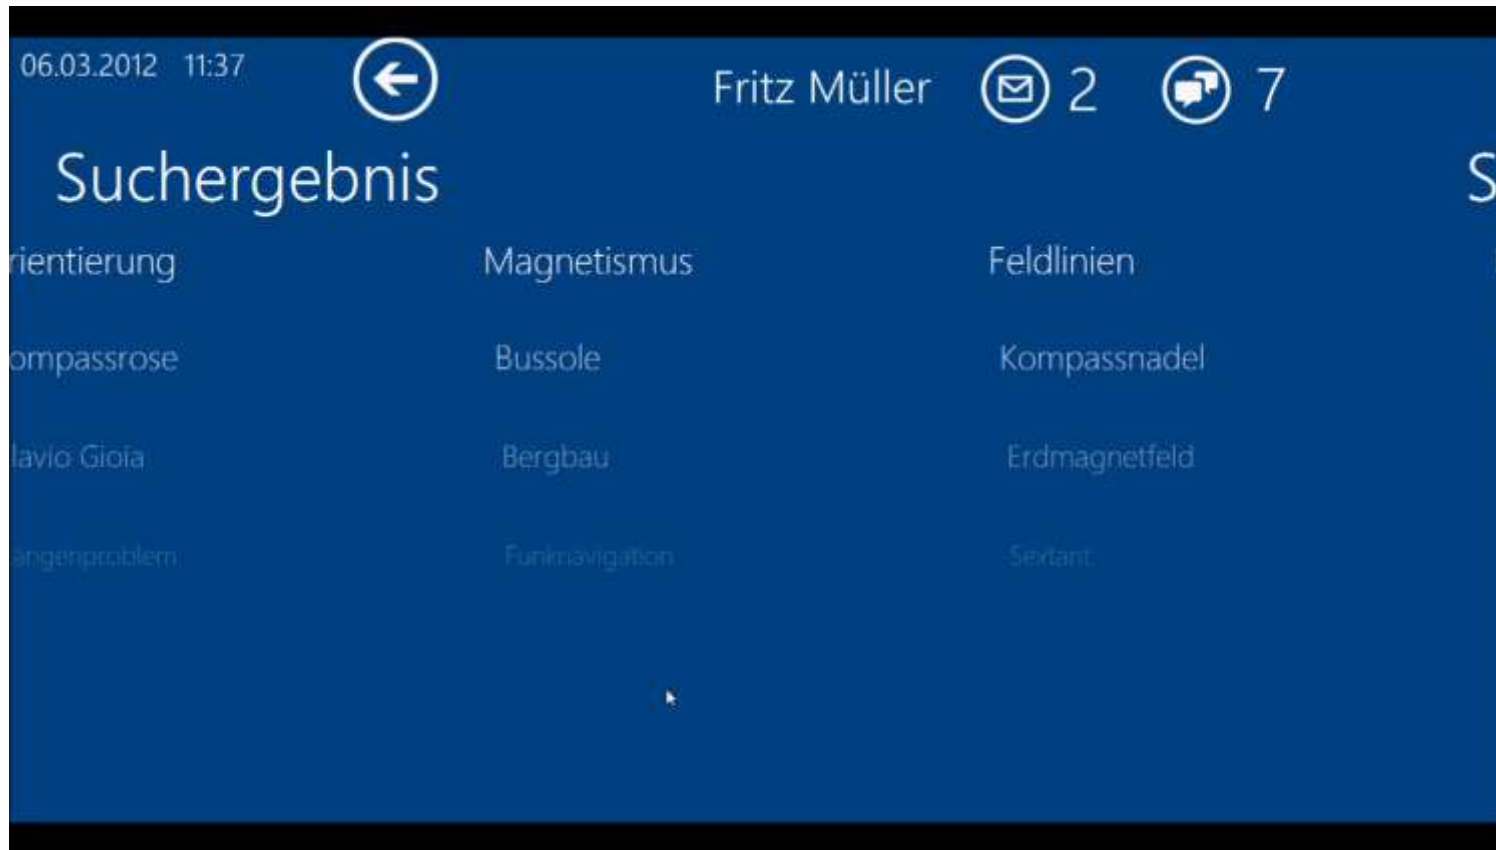 06.03.2012 11:37
Fritz Müller 2 7
Suchergebnis S
rientierung Magnetismus Feldlinien
ompassrose Bussole Kompassnadel
lavio Gioia Bergbau Erdmagnetfeld
ängenproblem Funknavigation Sextant